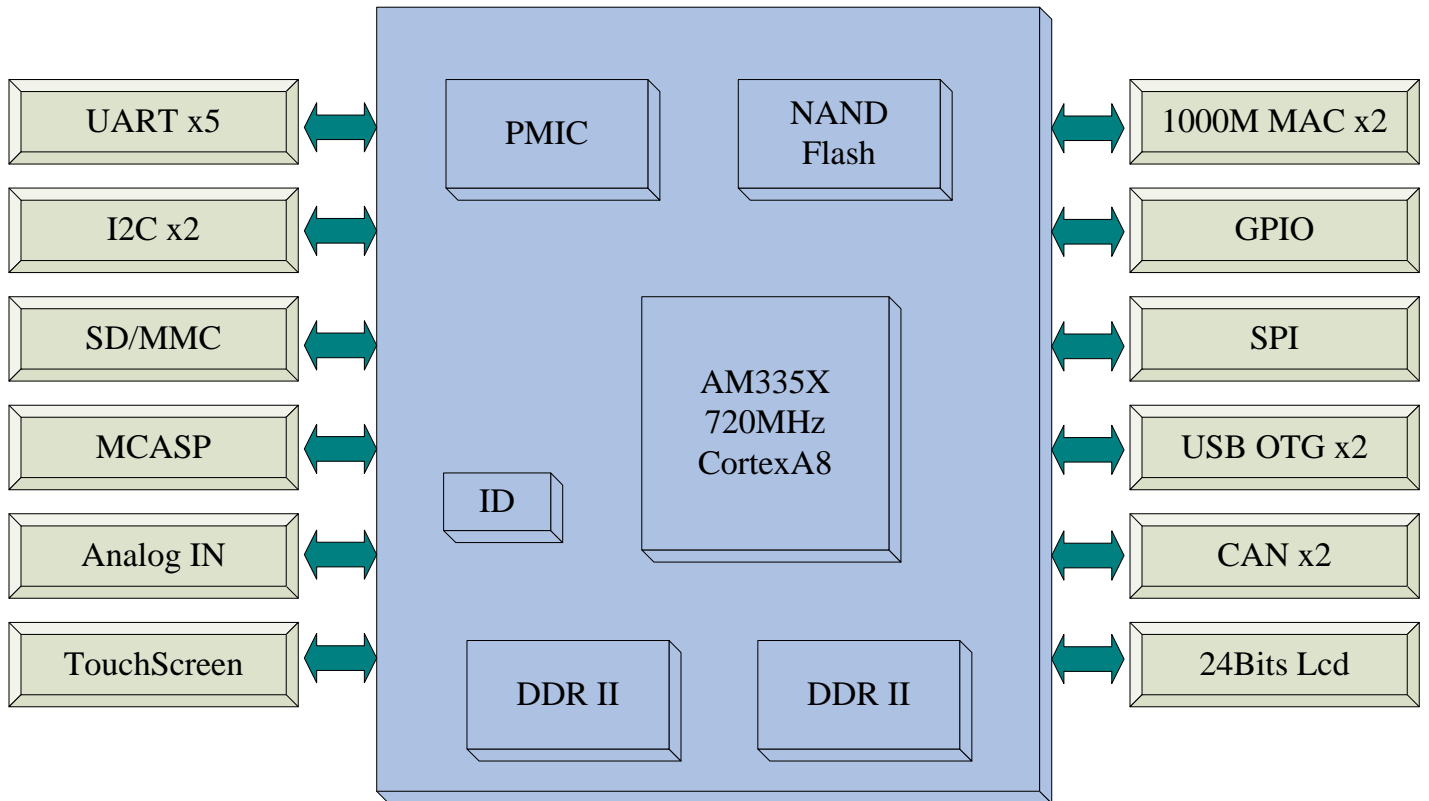 UART x5
I2C x2
SD/MMC
MCASP
Analog IN
TouchScreen
PMIC
NAND
Flash
AM335X
720MHz
CortexA8
ID
DDR II
DDR II
1000M MAC x2
GPIO
SPI
USB OTG x2
CAN x2
24Bits Lcd